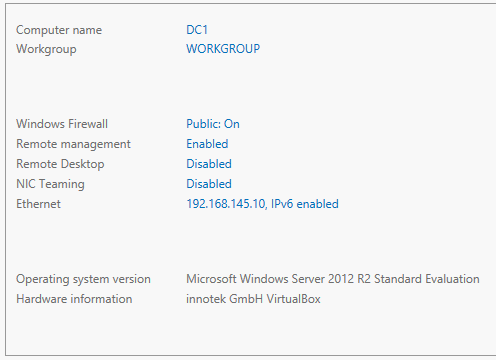 Computer name DC1
Workgroup WORKGROUP
Windows Firewall Public: On
Remote management Enabled
Remote Desktop Disabled
NIC Teaming Disabled
Ethernet 192.168.145.10, IPv6 enabled
Operating system version Microsoft Windows Server 2012 R2 Standard Evaluation
Hardware information innotek GmbH VirtualBox